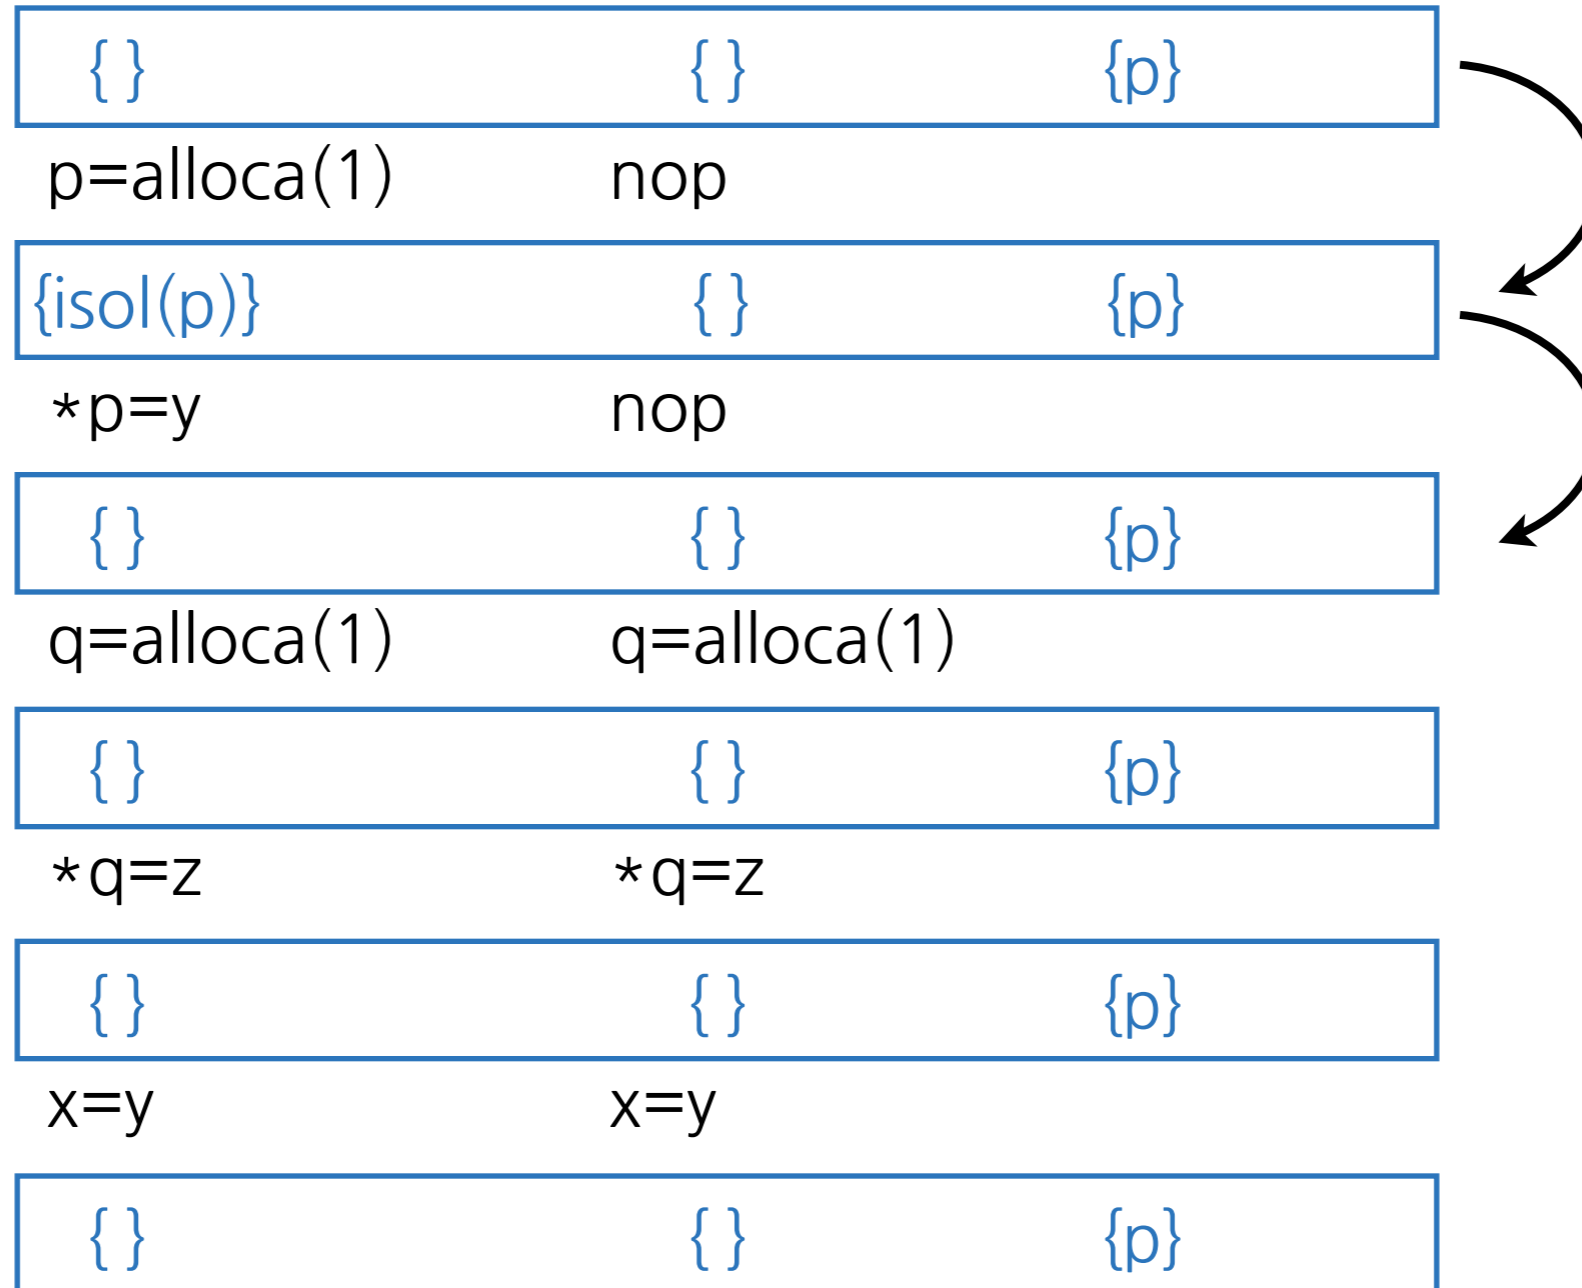 { } { } {p}
p=alloca(1) nop
{isol(p)} { } {p}
*p=y nop
{ } { } {p}
q=alloca(1) q=alloca(1)
{ } { } {p}
*q=z *q=z
{ } { } {p}
x=y x=y
{ } { } {p}